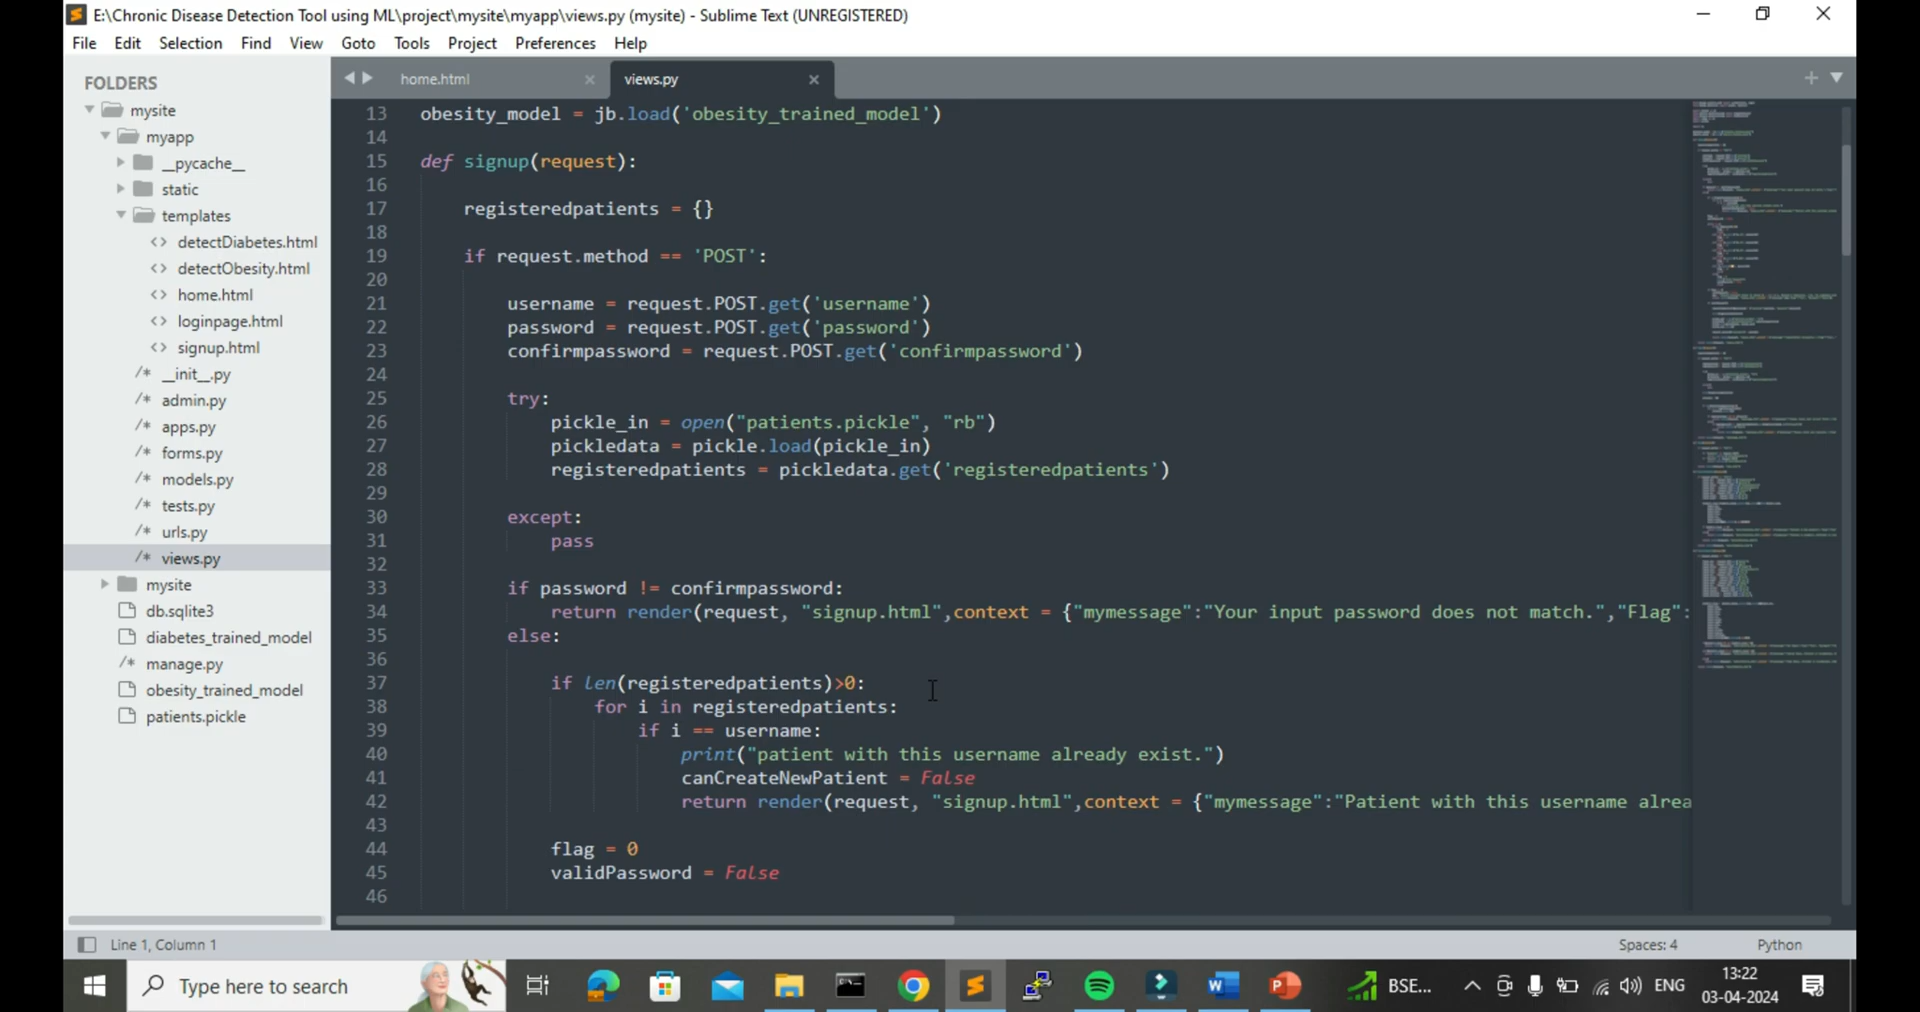 E:\Chronic Disease Detection Tool using ML\project\mysite\myapp\views.py (mysite) - Sublime Text (UNREGISTERED)
File Edit Selection Find View Goto Tools Project Preferences Help
FOLDERS
mysite
myapp
__pycache__
static
templates
<> detectDiabetes.html
<> detectObesity.html
<> home.html
<> loginpage.html
<> signup.html
/* __init__.py
/* admin.py
/* apps.py
/* forms.py
/* models.py
/* tests.py
/* urls.py
/* views.py
mysite
db.sqlite3
diabetes_trained_model
/* manage.py
obesity_trained_model
patients.pickle
home.html
views.py
13 obesity_model = jb.load('obesity_trained_model')
14
15 def signup(request):
16
17 registeredpatients = {}
18
19 if request.method == 'POST':
20
21 username = request.POST.get('username')
22 password = request.POST.get('password')
23 confirmpassword = request.POST.get('confirmpassword')
24
25 try:
26 pickle_in = open("patients.pickle", "rb")
27 pickledata = pickle.load(pickle_in)
28 registeredpatients = pickledata.get('registeredpatients')
29
30 except:
31 pass
32
33 if password != confirmpassword:
34 return render(request, "signup.html",context = {"mymessage":"Your input password does not match.","Flag":
35 else:
36
37 if len(registeredpatients)>0:
38 for i in registeredpatients:
39 if i == username:
40 print("patient with this username already exist.")
41 canCreateNewPatient = False
42 return render(request, "signup.html",context = {"mymessage":"Patient with this username alrea
43
44 flag = 0
45 validPassword = False
46
Line 1, Column 1
Spaces: 4
Python
Type here to search
BSE...
ENG
13:22
03-04-2024